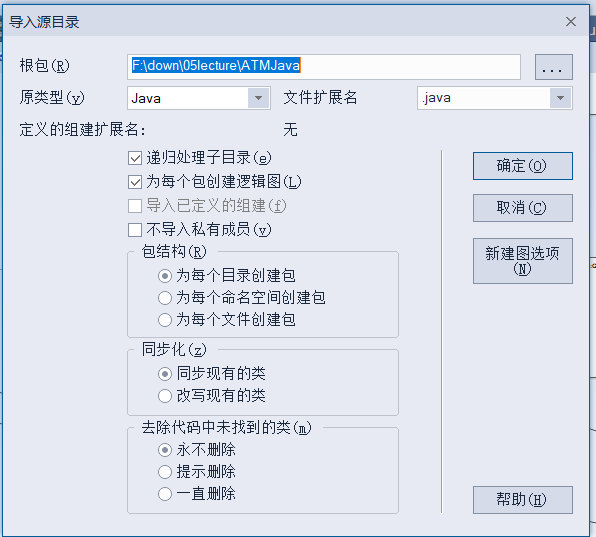 导入源目录
根包(R) F:\down\05lecture\ATMJava ...
原类型(y) Java 文件扩展名 .java
定义的组建扩展名： 无
递归处理子目录(e)
为每个包创建逻辑图(L)
导入已定义的组建(f)
不导入私有成员(v)
确定(O)
取消(C)
新建图选项
(N)
包结构(R)
为每个目录创建包
为每个命名空间创建包
为每个文件创建包
同步化(z)
同步现有的类
改写现有的类
去除代码中未找到的类(m)
永不删除
提示删除
一直删除
帮助(H)